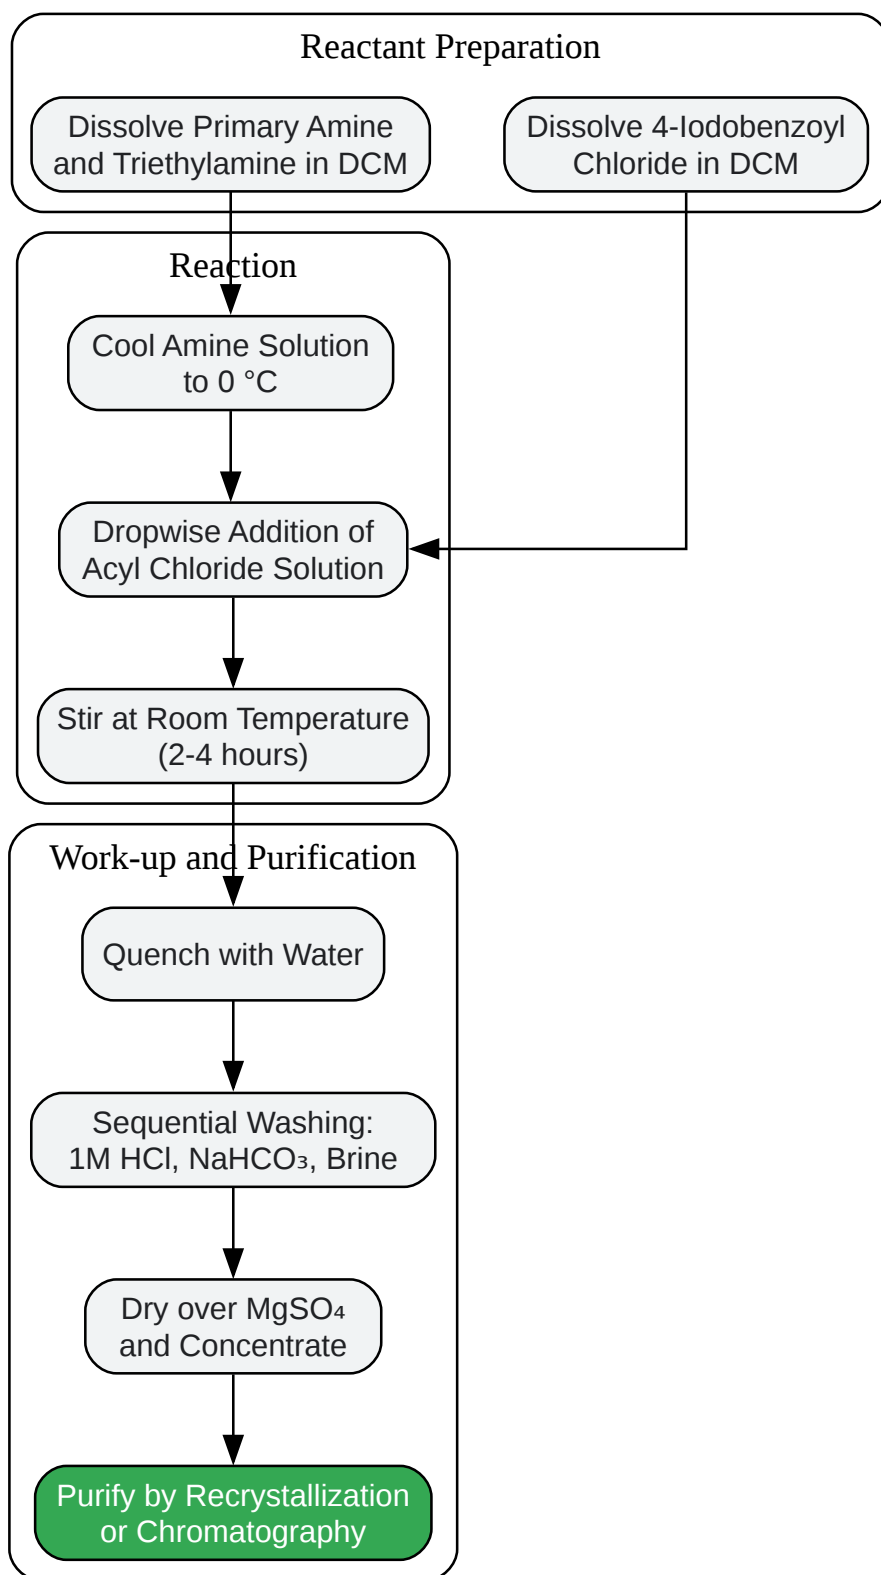 Reactant Preparation
Dissolve Primary Amine
and Triethylamine in DCM
Dissolve 4-Iodobenzoyl
Chloride in DCM
Reaction
Cool Amine Solution
to 0 °C
Dropwise Addition of
Acyl Chloride Solution
Stir at Room Temperature
(2-4 hours)
Work-up and Purification
Quench with Water
Sequential Washing:
1M HCl, NaHCO₃, Brine
Dry over MgSO₄
and Concentrate
Purify by Recrystallization
or Chromatography